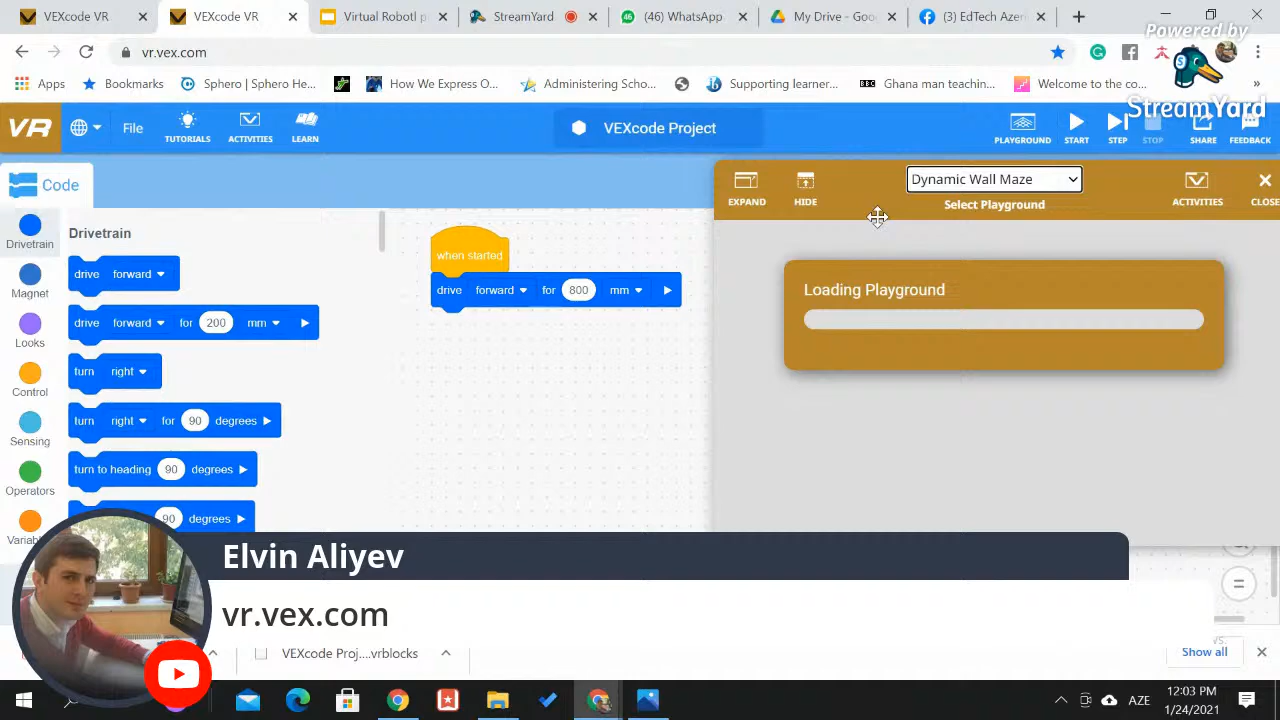 VEXcode VR
VEXcode VR
Virtual Robotl p
StreamYard
(46) WhatsApp
My Drive - Goo
(3) EdTech Azer
Powered by
vr.vex.com
Apps
Bookmarks
Sphero (Sphero He...
How We Express O...
Administering Schoo...
Supporting learner...
BBC
Ghana man teachin...
Welcome to the co...
StreamYard
VR
File
TUTORIALS
ACTIVITIES
LEARN
VEXcode Project
PLAYGROUND
START
STEP
STOP
SHARE
FEEDBACK
Code
EXPAND
HIDE
Dynamic Wall Maze
Select Playground
ACTIVITIES
CLOSE
Drivetrain
Magnet
Looks
Control
Sensing
Operators
Variab
Drivetrain
drive forward
drive forward for 200 mm
turn right
turn right for 90 degrees
turn to heading 90 degrees
90 degrees
when started
drive forward for 800 mm
Loading Playground
Elvin Aliyev
vr.vex.com
VEXcode Proj....vrblocks
Show all
AZE
12:03 PM
1/24/2021